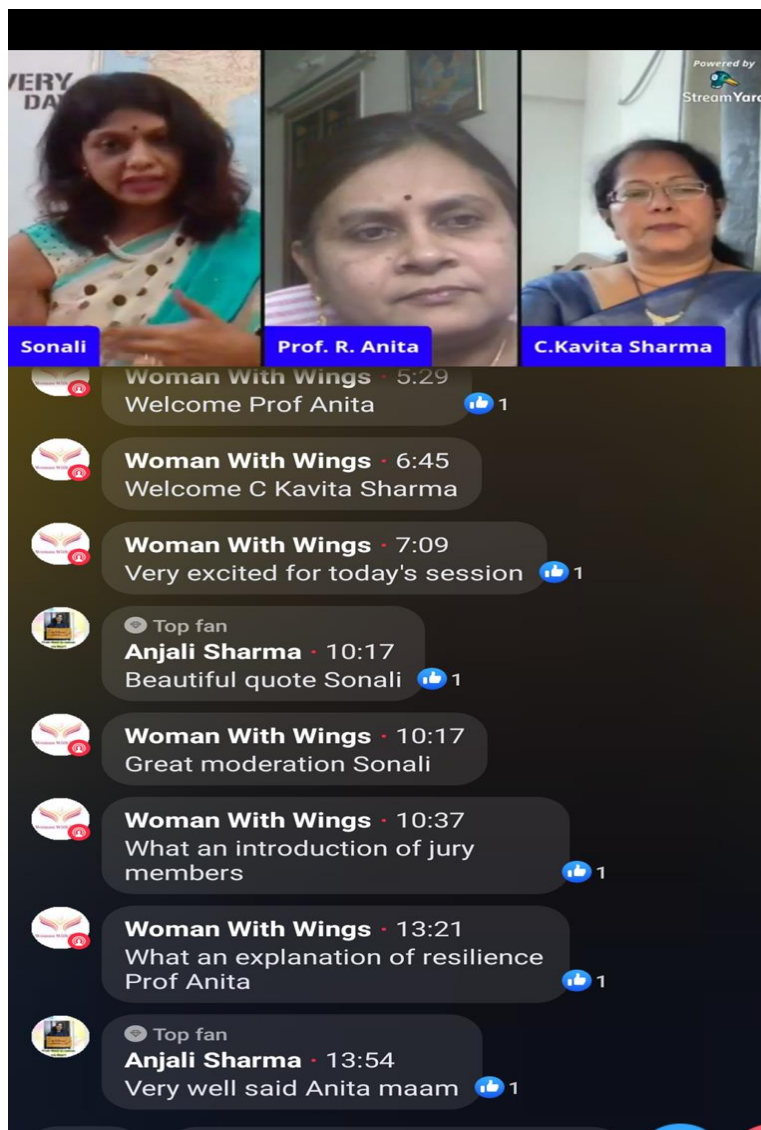 VERY
DA
Powered by
StreamYard
Sonali
Prof. R. Anita
C.Kavita Sharma
Woman With Wings · 5:29
Welcome Prof Anita
1
Woman With Wings · 6:45
Welcome C Kavita Sharma
Woman With Wings · 7:09
Very excited for today's session
1
Top fan
Anjali Sharma · 10:17
Beautiful quote Sonali
1
Woman With Wings · 10:17
Great moderation Sonali
Woman With Wings · 10:37
What an introduction of jury
members
1
Woman With Wings · 13:21
What an explanation of resilience
Prof Anita
1
Top fan
Anjali Sharma · 13:54
Very well said Anita maam
1